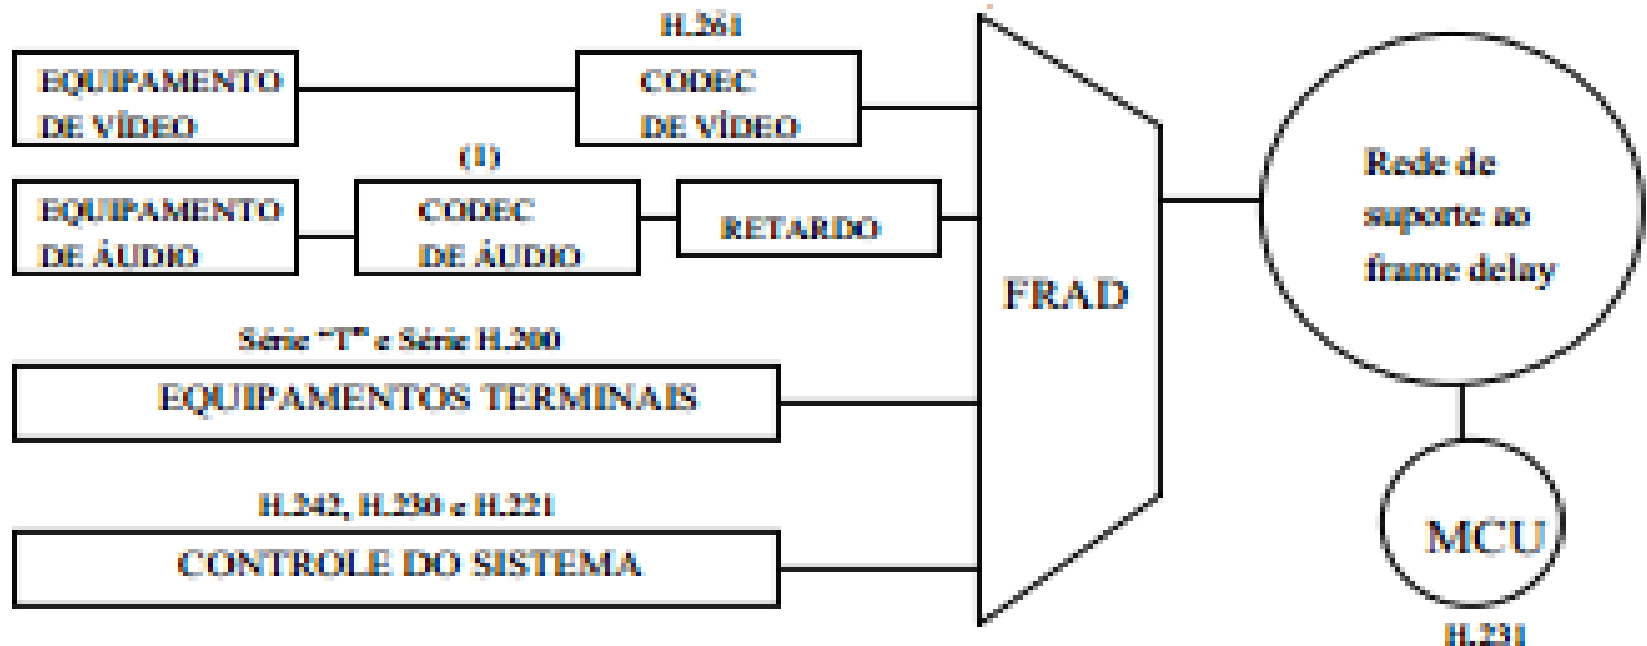 H.261
EQUIPAMENTO
DE VÍDEO
CODEC
DE VÍDEO
(1)
EQUIPAMENTO
DE ÁUDIO
CODEC
DE ÁUDIO
RETARDO
Série “T” e Série H.200
EQUIPAMENTOS TERMINAIS
H.242, H.230 e H.221
CONTROLE DO SISTEMA
FRAD
Rede de
suporte ao
frame delay
MCU
H.231